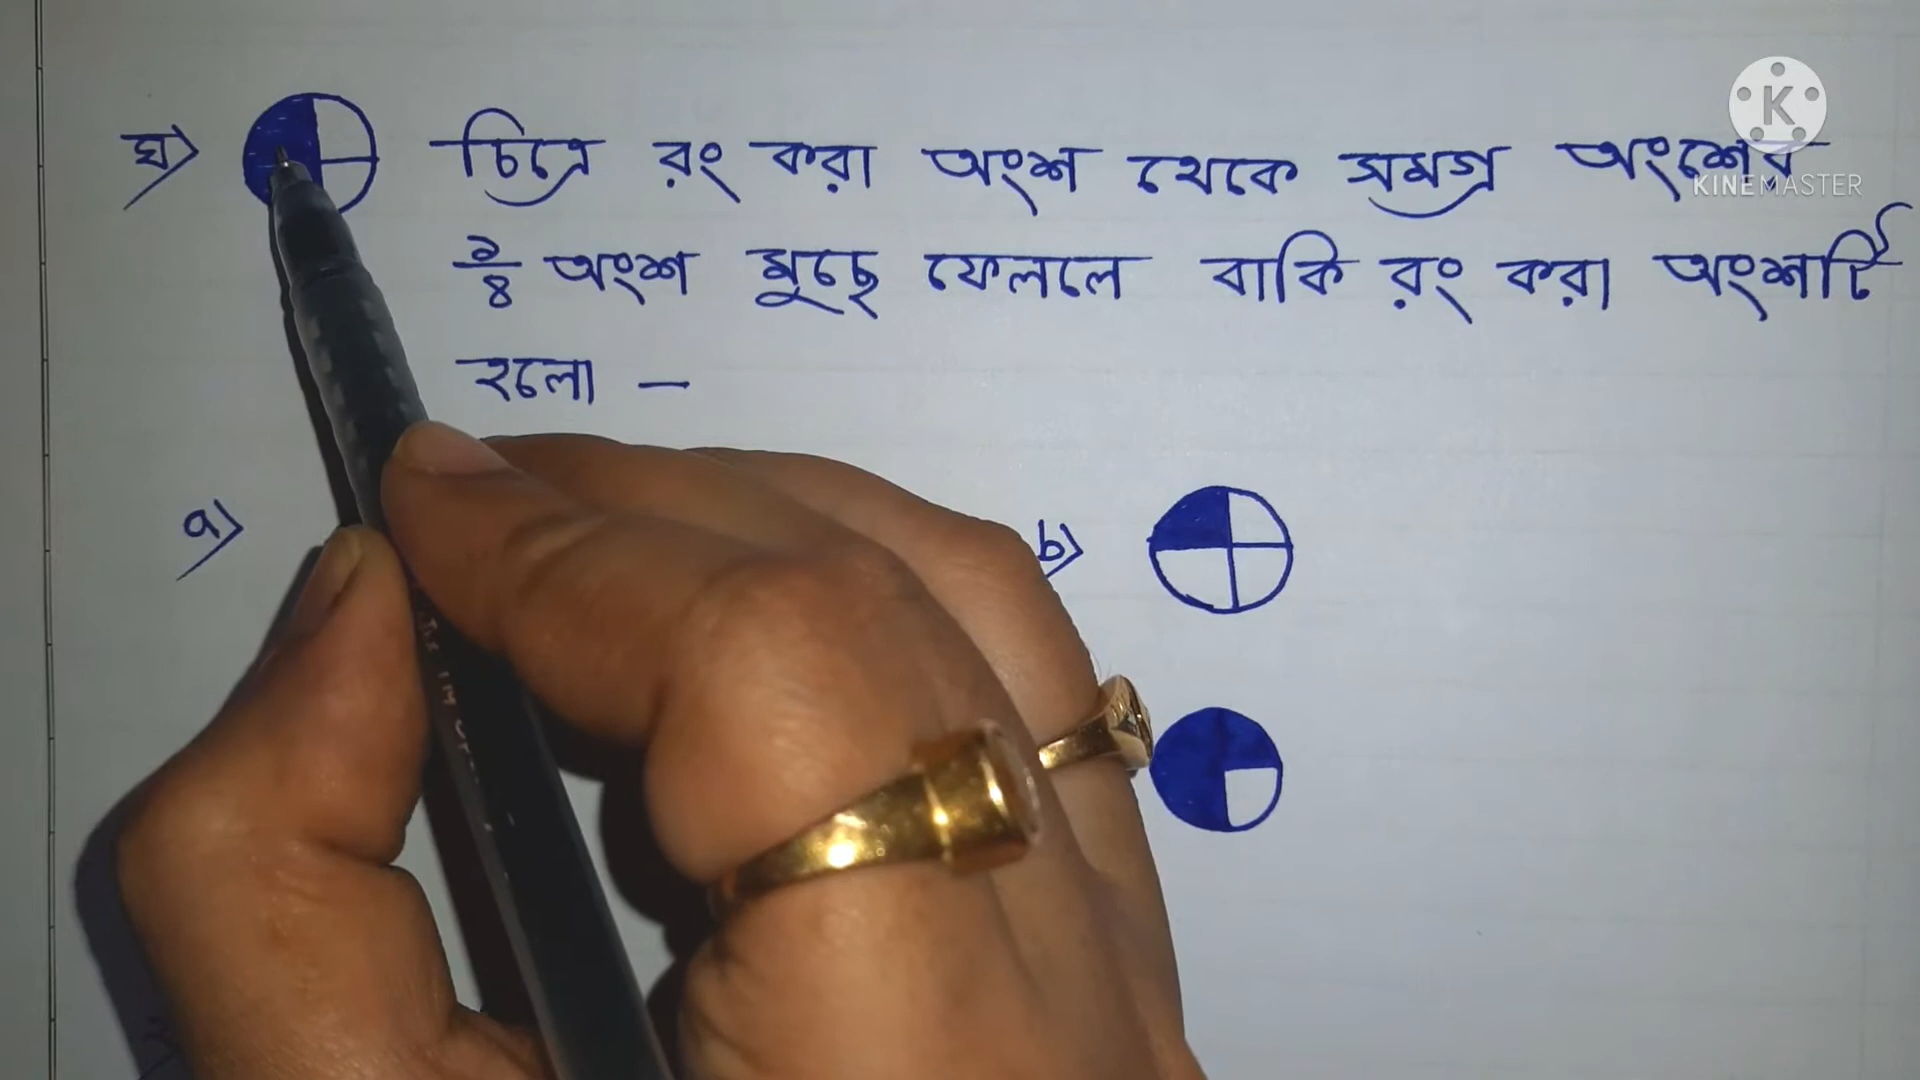 ঘ) চিত্রে রং করা অংশ থেকে সমগ্র অংশের
১/৪ অংশ মুছে ফেললে বাকি রং করা অংশটি
হলো –
a) b)
K
KINEMASTER